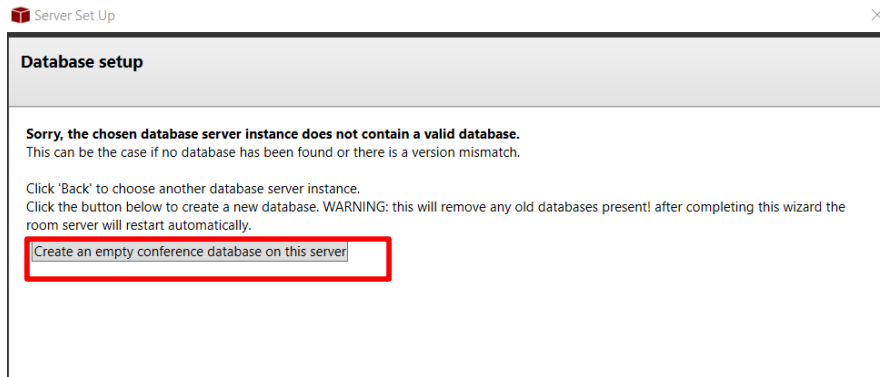 Server Set Up
Database setup
Sorry, the chosen database server instance does not contain a valid database.
This can be the case if no database has been found or there is a version mismatch.
Click 'Back' to choose another database server instance.
Click the button below to create a new database. WARNING: this will remove any old databases present! after completing this wizard the
room server will restart automatically.
Create an empty conference database on this server